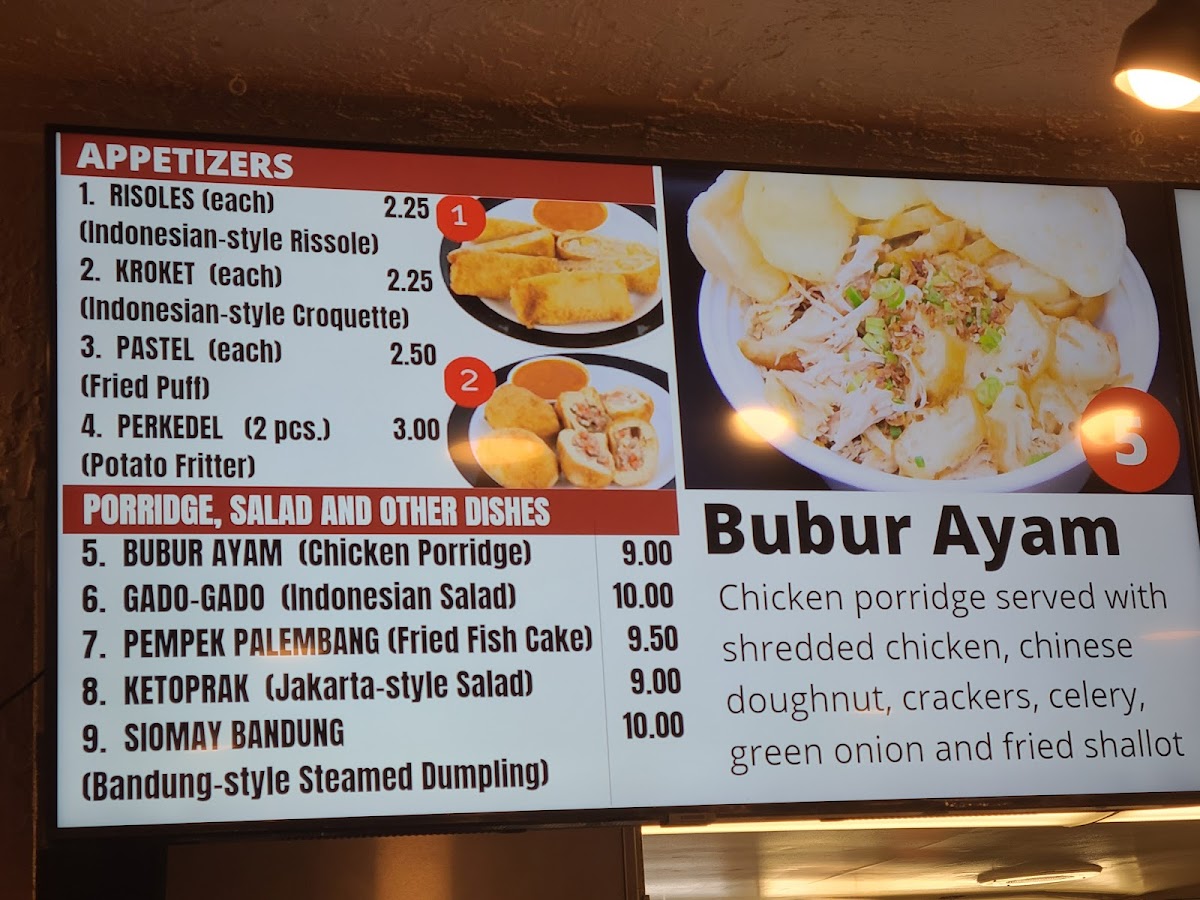 APPETIZERS
1. RISOLES (each) 2.25
(Indonesian-style Rissole)
2. KROKET (each) 2.25
(Indonesian-style Croquette)
3. PASTEL (each) 2.50
(Fried Puff)
4. PERKEDEL (2 pcs.) 3.00
(Potato Fritter)
1
2
PORRIDGE, SALAD AND OTHER DISHES
5. BUBUR AYAM (Chicken Porridge) 9.00
6. GADO-GADO (Indonesian Salad) 10.00
7. PEMPEK PALEMBANG (Fried Fish Cake) 9.50
8. KETOPRAK (Jakarta-style Salad) 9.00
9. SIOMAY BANDUNG 10.00
(Bandung-style Steamed Dumpling)
5
Bubur Ayam
Chicken porridge served with
shredded chicken, chinese
doughnut, crackers, celery,
green onion and fried shallot